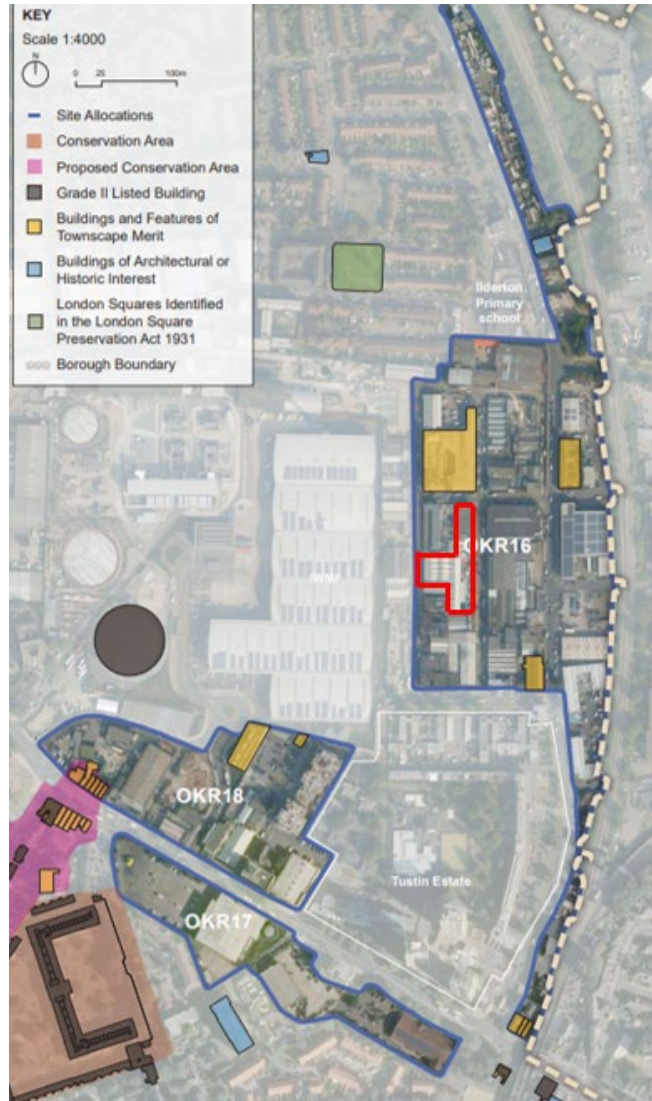 KEY
Scale 1:4000
N
0 25 100m
Site Allocations
Conservation Area
Proposed Conservation Area
Grade II Listed Building
Buildings and Features of
Townscape Merit
Buildings of Architectural or
Historic Interest
London Squares Identified
in the London Square
Preservation Act 1931
Borough Boundary
Ilderton
Primary
school
OKR16
IWMF
OKR18
Tustin Estate
OKR17